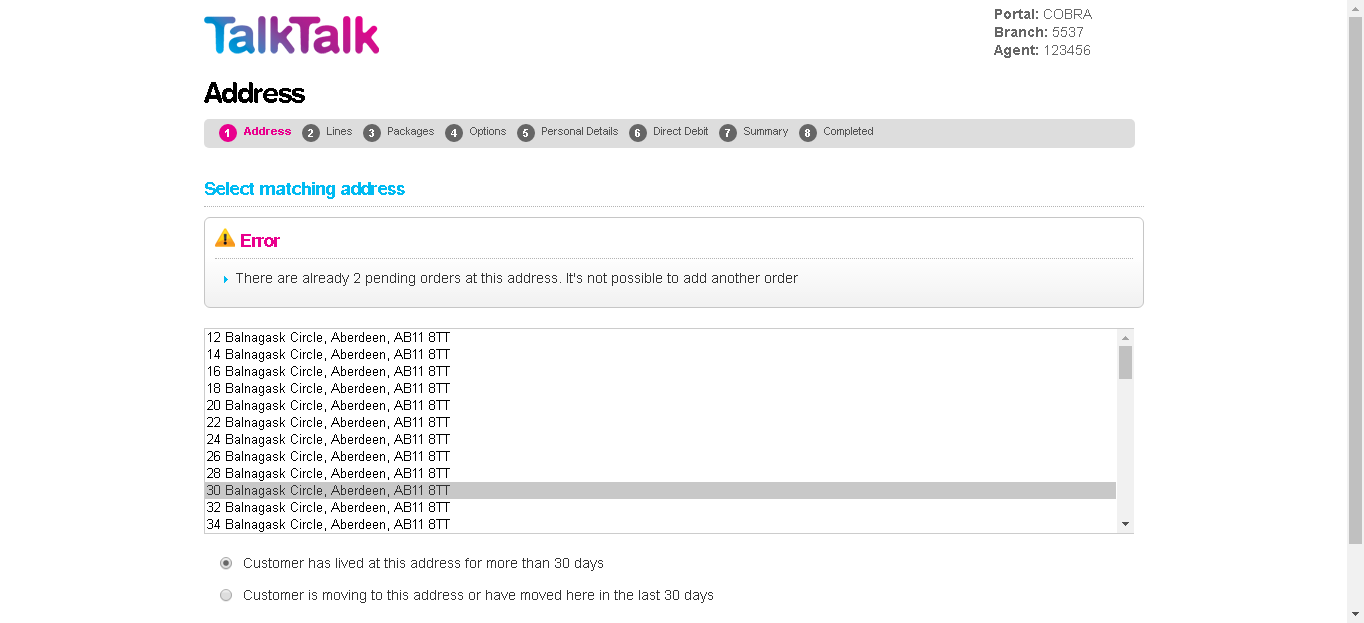 TalkTalk
Portal: COBRA
Branch: 5537
Agent: 123456
Address
1 Address 2 Lines 3 Packages 4 Options 5 Personal Details 6 Direct Debit 7 Summary 8 Completed
Select matching address
Error
There are already 2 pending orders at this address. It's not possible to add another order
12 Balnagask Circle, Aberdeen, AB11 8TT
14 Balnagask Circle, Aberdeen, AB11 8TT
16 Balnagask Circle, Aberdeen, AB11 8TT
18 Balnagask Circle, Aberdeen, AB11 8TT
20 Balnagask Circle, Aberdeen, AB11 8TT
22 Balnagask Circle, Aberdeen, AB11 8TT
24 Balnagask Circle, Aberdeen, AB11 8TT
26 Balnagask Circle, Aberdeen, AB11 8TT
28 Balnagask Circle, Aberdeen, AB11 8TT
30 Balnagask Circle, Aberdeen, AB11 8TT
32 Balnagask Circle, Aberdeen, AB11 8TT
34 Balnagask Circle, Aberdeen, AB11 8TT
Customer has lived at this address for more than 30 days
Customer is moving to this address or have moved here in the last 30 days